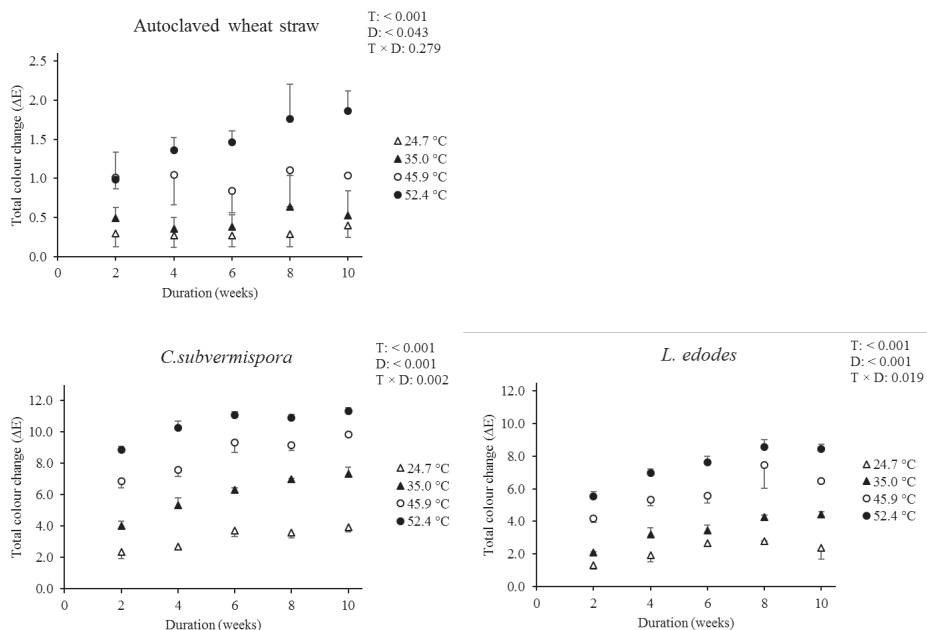 Autoclaved wheat straw
T: < 0.001
D: < 0.043
T × D: 0.279
Total colour change (ΔE)
2.5
2.0
1.5
1.0
0.5
0.0
0 2 4 6 8 10
Duration (weeks)
24.7 °C
35.0 °C
45.9 °C
52.4 °C
C.subvermispora
T: < 0.001
D: < 0.001
T × D: 0.002
Total colour change (ΔE)
12.0
10.0
8.0
6.0
4.0
2.0
0.0
0 2 4 6 8 10
Duration (weeks)
24.7 °C
35.0 °C
45.9 °C
52.4 °C
L. edodes
T: < 0.001
D: < 0.001
T × D: 0.019
Total colour change (ΔE)
12.0
10.0
8.0
6.0
4.0
2.0
0.0
0 2 4 6 8 10
Duration (weeks)
24.7 °C
35.0 °C
45.9 °C
52.4 °C